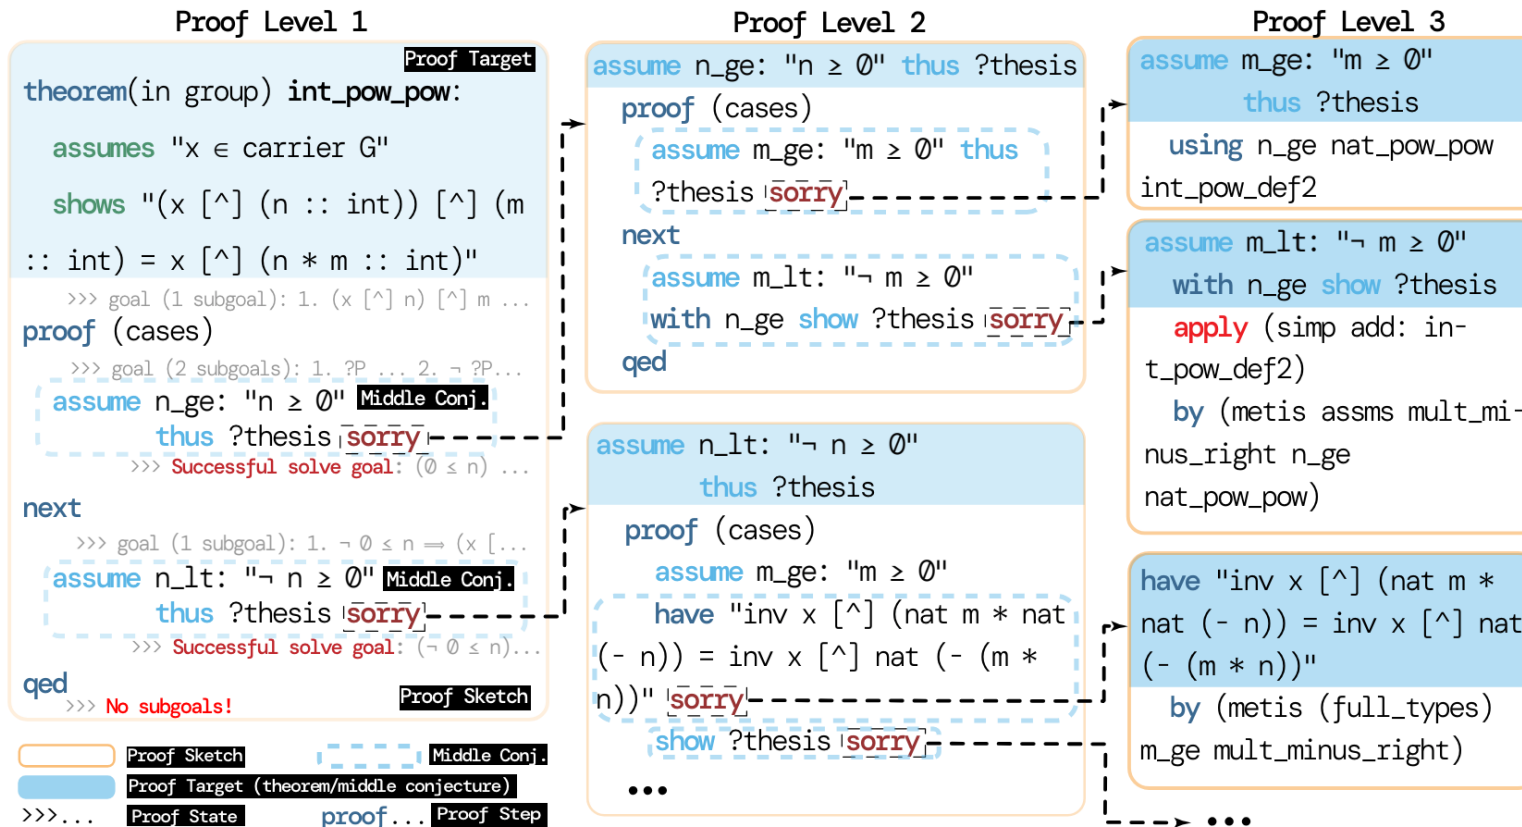 Proof Level 1
Proof Target
theorem(in group) int_pow_pow:
assumes "x ∈ carrier G"
shows "(x [^] (n :: int)) [^] (m
:: int) = x [^] (n * m :: int)"
>>> goal (1 subgoal): 1. (x [^] n) [^] m ...
proof (cases)
>>> goal (2 subgoals): 1. ?P ... 2. ¬ ?P...
assume n_ge: "n ≥ 0" Middle Conj.
thus ?thesis sorry
>>> Successful solve goal: (0 ≤ n) ...
next
>>> goal (1 subgoal): 1. ¬ 0 ≤ n ⟹ (x [...
assume n_lt: "¬ n ≥ 0" Middle Conj.
thus ?thesis sorry
>>> Successful solve goal: (¬ 0 ≤ n)...
qed
Proof Sketch
>>> No subgoals!
Proof Sketch
Middle Conj.
Proof Target (theorem/middle conjecture)
>>>... Proof State
proof... Proof Step
Proof Level 2
assume n_ge: "n ≥ 0" thus ?thesis
proof (cases)
assume m_ge: "m ≥ 0" thus
?thesis sorry
next
assume m_lt: "¬ m ≥ 0"
with n_ge show ?thesis sorry
qed
assume n_lt: "¬ n ≥ 0"
thus ?thesis
proof (cases)
assume m_ge: "m ≥ 0"
have "inv x [^] (nat m * nat
(- n)) = inv x [^] nat (- (m *
n))" sorry
show ?thesis sorry
•••
Proof Level 3
assume m_ge: "m ≥ 0"
thus ?thesis
using n_ge nat_pow_pow
int_pow_def2
assume m_lt: "¬ m ≥ 0"
with n_ge show ?thesis
apply (simp add: in-
t_pow_def2)
by (metis assms mult_mi-
nus_right n_ge
nat_pow_pow)
have "inv x [^] (nat m *
nat (- n)) = inv x [^] nat
(- (m * n))"
by (metis (full_types)
m_ge mult_minus_right)
•••